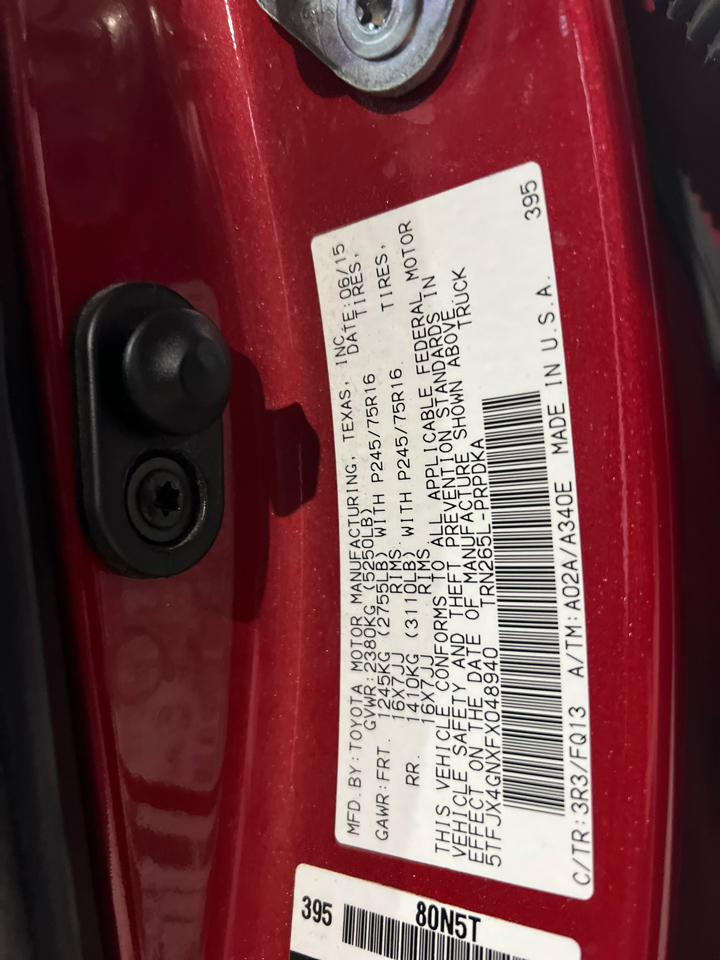 MFD.BY:TOYOTA MOTOR MANUFACTURING, TEXAS, INC.
GVWR:2380KG (5250LB) DATE:06/15
GAWR:FRT. 1245KG (2755LB) WITH P245/75R16 TIRES,
16X7JJ RIMS
RR. 1410KG (3110LB) WITH P245/75R16 TIRES,
16X7JJ RIMS
THIS VEHICLE CONFORMS TO ALL APPLICABLE FEDERAL MOTOR
VEHICLE SAFETY AND THEFT PREVENTION STANDARDS IN
EFFECT ON THE DATE OF MANUFACTURE SHOWN ABOVE.
5TFJX4GNXFX048940 TRN265L-PRPDKA TRUCK
C/TR:3R3/FQ13 A/TM:A02A/A340E MADE IN U.S.A.
395
395 80N5T